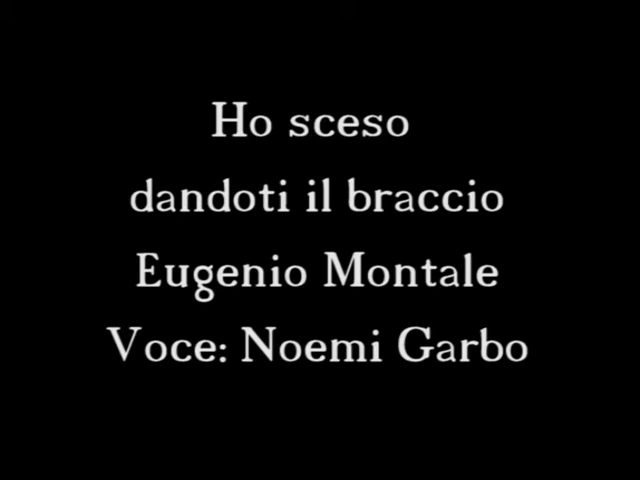 Ho sceso
dandoti il braccio
Eugenio Montale
Voce: Noemi Garbo